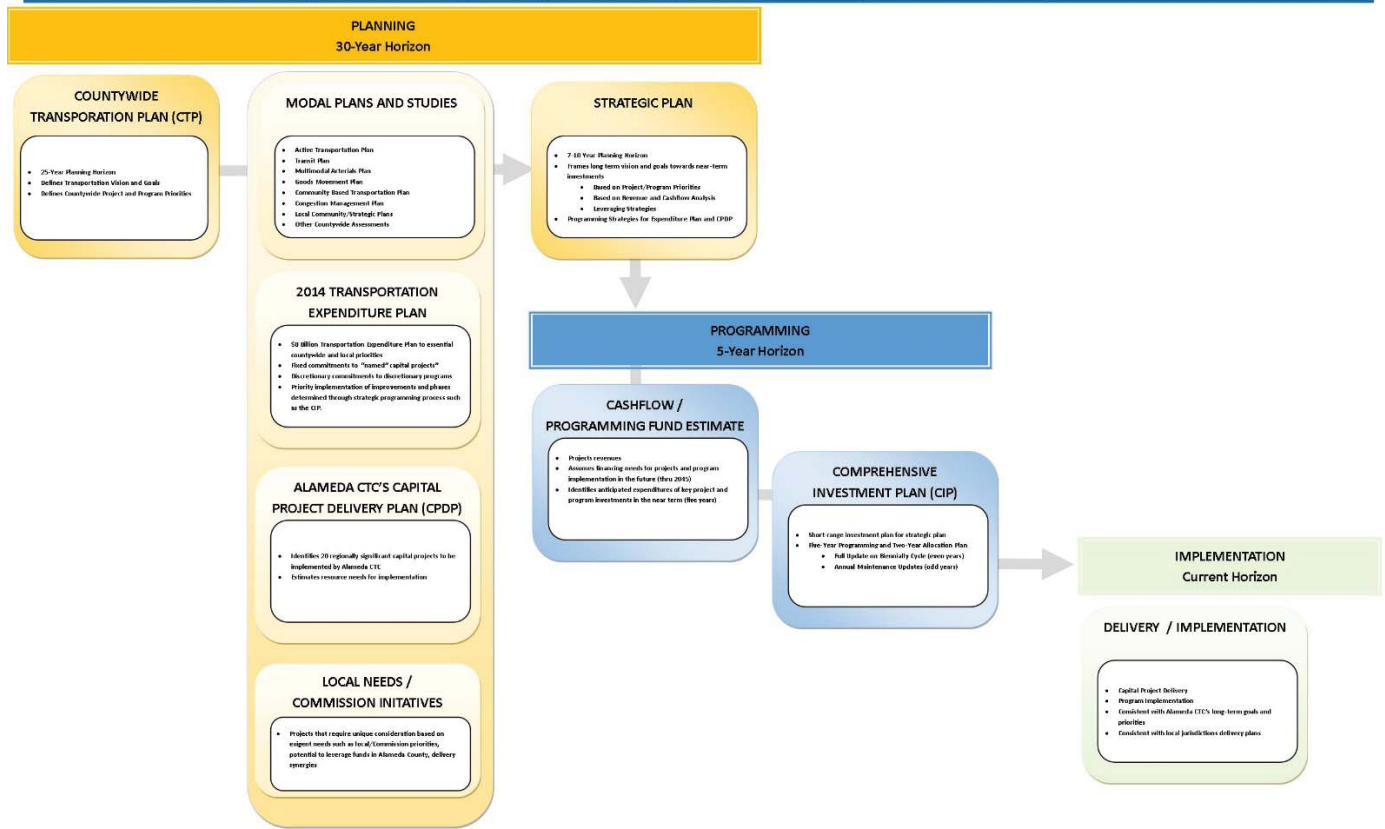 PLANNING
30-Year Horizon
COUNTYWIDE
TRANSPORATION PLAN (CTP)
• 25-Year Planning Horizon
• Defines Transportation Vision and Goals
• Defines Countywide Project and Program Priorities
MODAL PLANS AND STUDIES
• Active Transportation Plan
• Transit Plan
• Multimodal Arterials Plan
• Goods Movement Plan
• Community Based Transportation Plan
• Congestion Management Plan
• Local Community/Strategic Plans
• Other Countywide Assessments
2014 TRANSPORTATION
EXPENDITURE PLAN
• $8 Billion Transportation Expenditure Plan to essential
countywide and local priorities
• Fixed commitments to "named" capital projects"
• Discretionary commitments to discretionary programs
• Priority implementation of improvements and phases
determined through strategic programming process such
as the CIP.
ALAMEDA CTC'S CAPITAL
PROJECT DELIVERY PLAN (CPDP)
• Identifies 20 regionally significant capital projects to be
implemented by Alameda CTC
• Estimates resource needs for implementation
LOCAL NEEDS /
COMMISSION INITATIVES
• Projects that require unique consideration based on
exigent needs such as local/Commission priorities,
potential to leverage funds in Alameda County, delivery
synergies
STRATEGIC PLAN
• 7-10 Year Planning Horizon
• Frames long term vision and goals towards near-term
investments
• Based on Project/Program Priorities
• Based on Revenue and Cashflow Analysis
• Leveraging Strategies
• Programming Strategies for Expenditure Plan and CPDP
PROGRAMMING
5-Year Horizon
CASHFLOW /
PROGRAMMING FUND ESTIMATE
• Projects revenues
• Assumes financing needs for projects and program
implementation in the future (thru 2045)
• Identifies anticipated expenditures of key project and
program investments in the near term (five years)
COMPREHENSIVE
INVESTMENT PLAN (CIP)
• Short range investment plan for strategic plan
• Five-Year Programming and Two-Year Allocation Plan
• Full Update on Biennially Cycle (even years)
• Annual Maintenance Updates (odd years)
IMPLEMENTATION
Current Horizon
DELIVERY / IMPLEMENTATION
• Capital Project Delivery
• Program Implementation
• Consistent with Alameda CTC's long-term goals and
priorities
• Consistent with local jurisdictions delivery plans